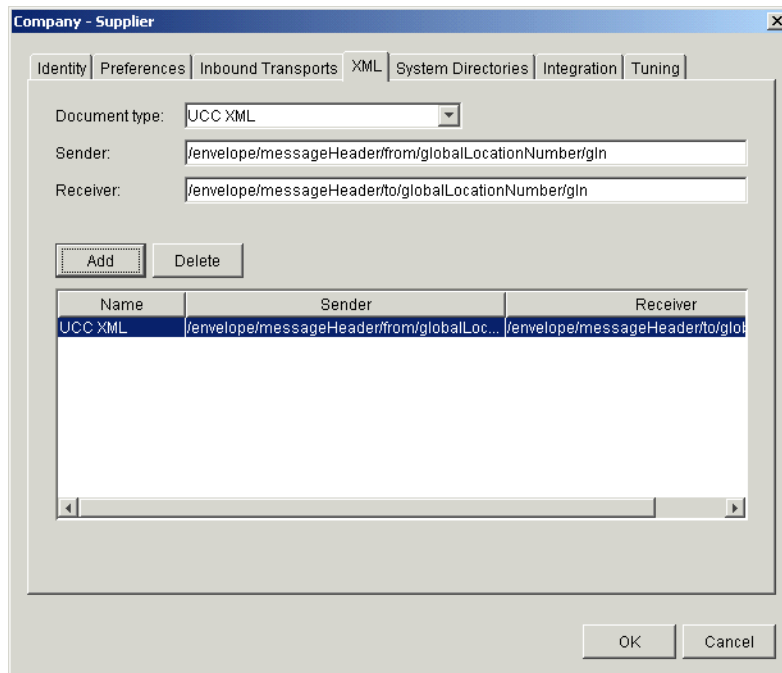 Company - Supplier
Identity Preferences Inbound Transports XML System Directories Integration Tuning
Document type: UCC XML
Sender: /envelope/messageHeader/from/globalLocationNumber/gln
Receiver: /envelope/messageHeader/to/globalLocationNumber/gln
Add Delete
Name Sender Receiver
UCC XML /envelope/messageHeader/from/globalLoc... /envelope/messageHeader/to/glob
OK Cancel